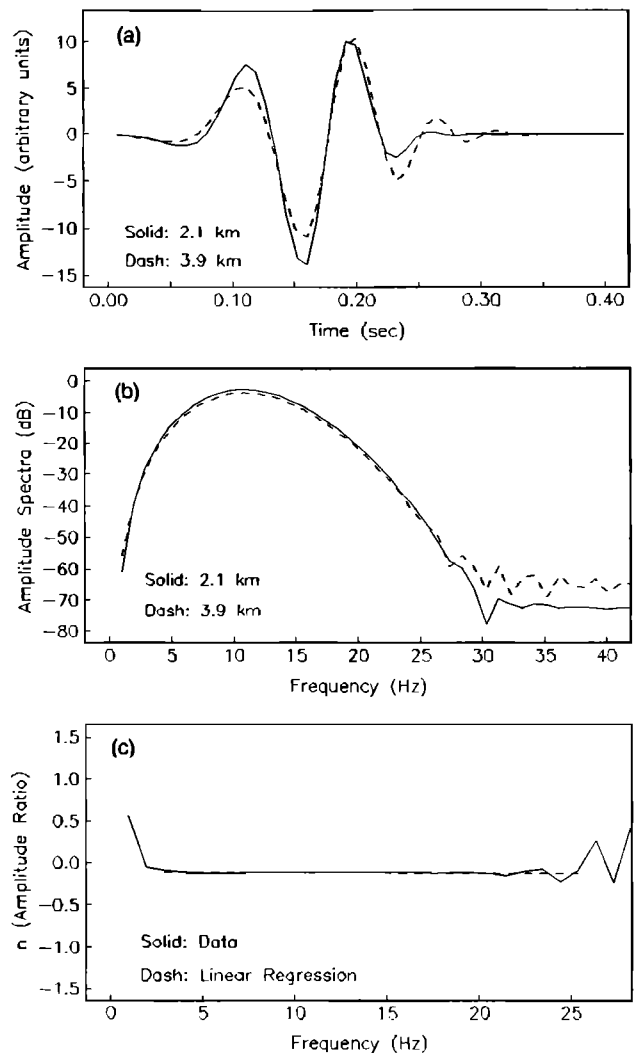 (a)
Amplitude (arbitrary units)
10
5
0
−5
−10
−15
Solid: 2.1 km
Dash: 3.9 km
0.00 0.10 0.20 0.30 0.40
Time (sec)
(b)
Amplitude Spectra (dB)
0
−10
−20
−30
−40
−50
−60
−70
−80
Solid: 2.1 km
Dash: 3.9 km
0 5 10 15 20 25 30 35 40
Frequency (Hz)
(c)
n (Amplitude Ratio)
1.5
1.0
0.5
0.0
−0.5
−1.0
−1.5
Solid: Data
Dash: Linear Regression
0 5 10 15 20 25
Frequency (Hz)